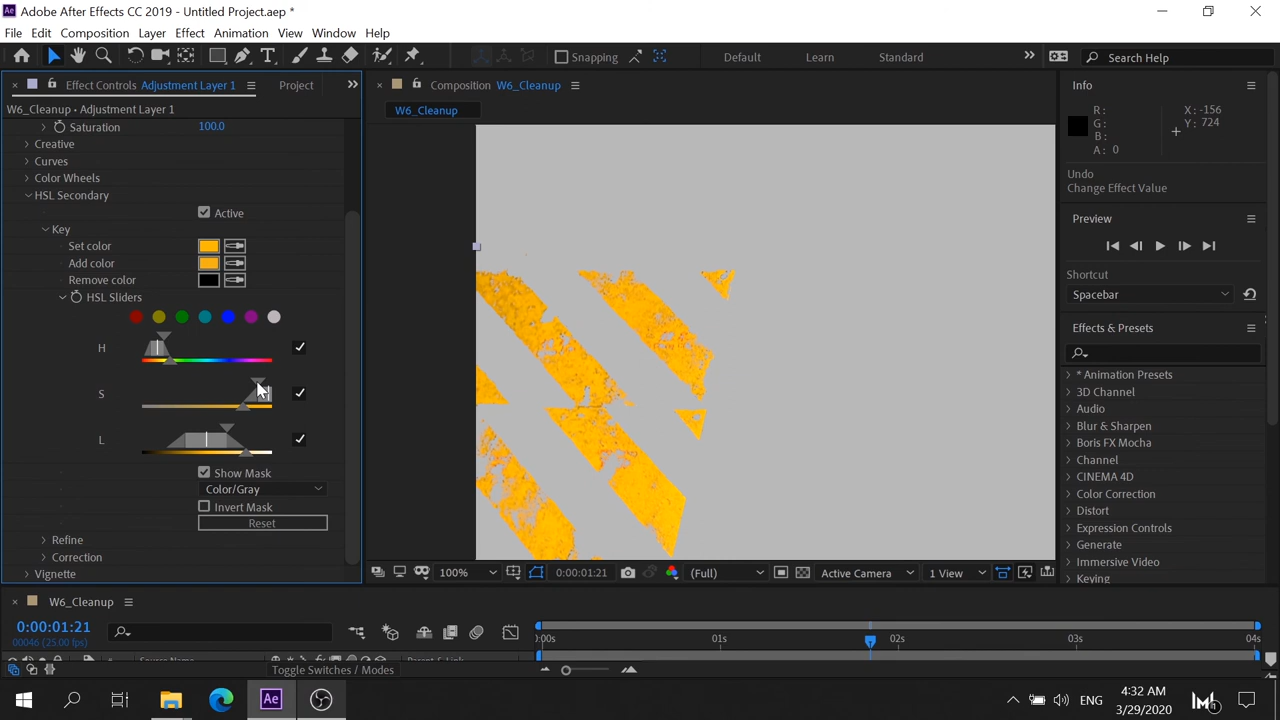 Ae Adobe After Effects CC 2019 - Untitled Project.aep *
File Edit Composition Layer Effect Animation View Window Help
Snapping Default Learn Standard Search Help
Effect Controls Adjustment Layer 1 Project
W6_Cleanup • Adjustment Layer 1
Saturation 100.0
Creative
Curves
Color Wheels
HSL Secondary
Active
Key
Set color
Add color
Remove color
HSL Sliders
H
S
L
Show Mask
Color/Gray
Invert Mask
Reset
Refine
Correction
Vignette
Composition W6_Cleanup
W6_Cleanup
100% 0:00:01:21 (Full) Active Camera 1 View
Info
R:
G:
B:
A: 0
X: -156
Y: 724
Undo
Change Effect Value
Preview
Shortcut
Spacebar
Effects & Presets
* Animation Presets
3D Channel
Audio
Blur & Sharpen
Boris FX Mocha
Channel
CINEMA 4D
Color Correction
Distort
Expression Controls
Generate
Immersive Video
Keying
W6_Cleanup
0:00:01:21
00046 (25.00 fps)
:00s 01s 02s 03s 04s
Toggle Switches / Modes
Ae ENG 4:32 AM
3/29/2020